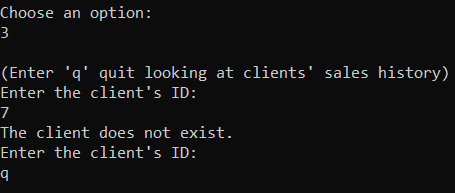 Choose an option:
3
(Enter 'q' quit looking at clients' sales history)
Enter the client's ID:
7
The client does not exist.
Enter the client's ID:
q